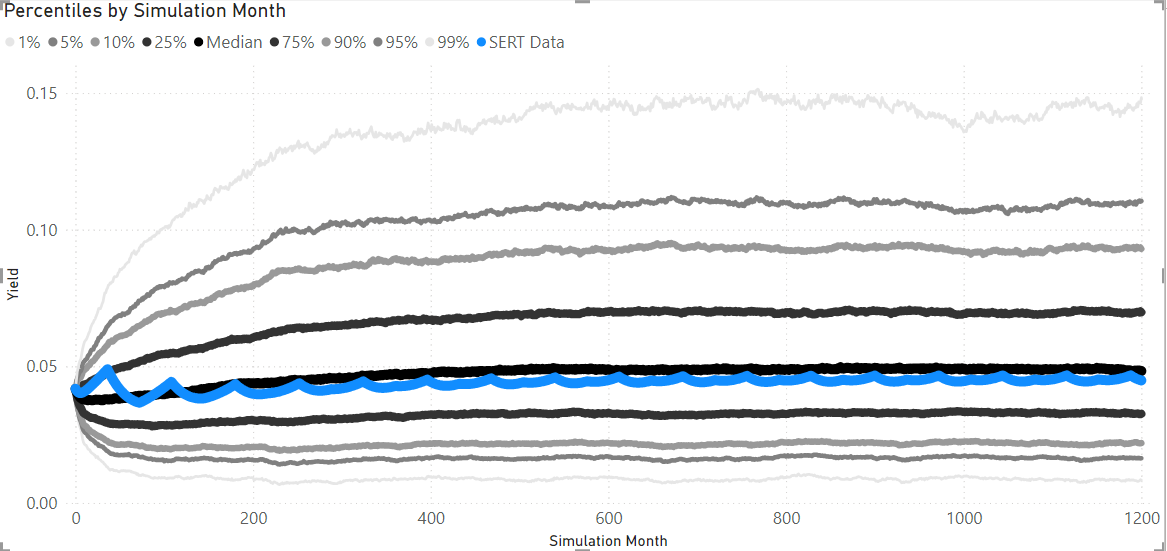 Percentiles by Simulation Month
1% 5% 10% 25% Median 75% 90% 95% 99% SERT Data
0.15
0.10
0.05
0.00
Yield
0 200 400 600 800 1000 1200
Simulation Month